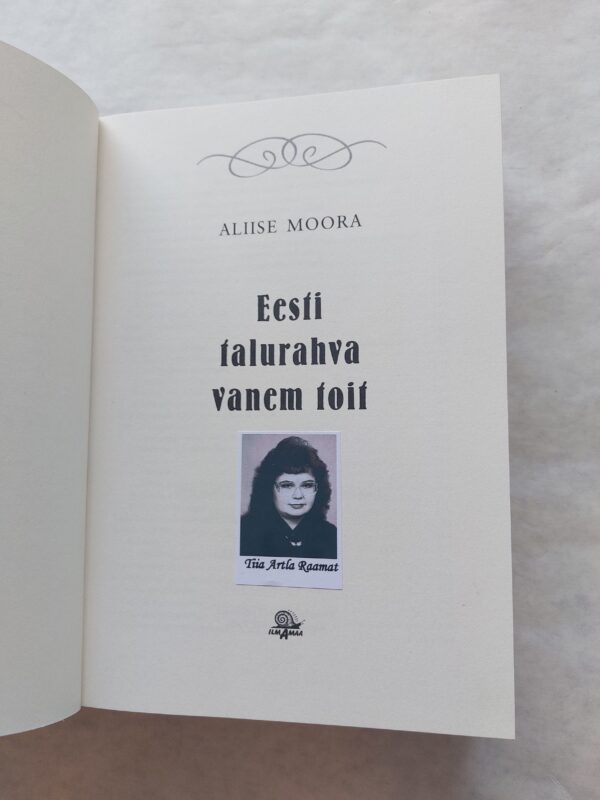 ALIISE MOORA
Eesti
talurahva
vanem toit
Tiia Artla Raamat
ILMAMAA